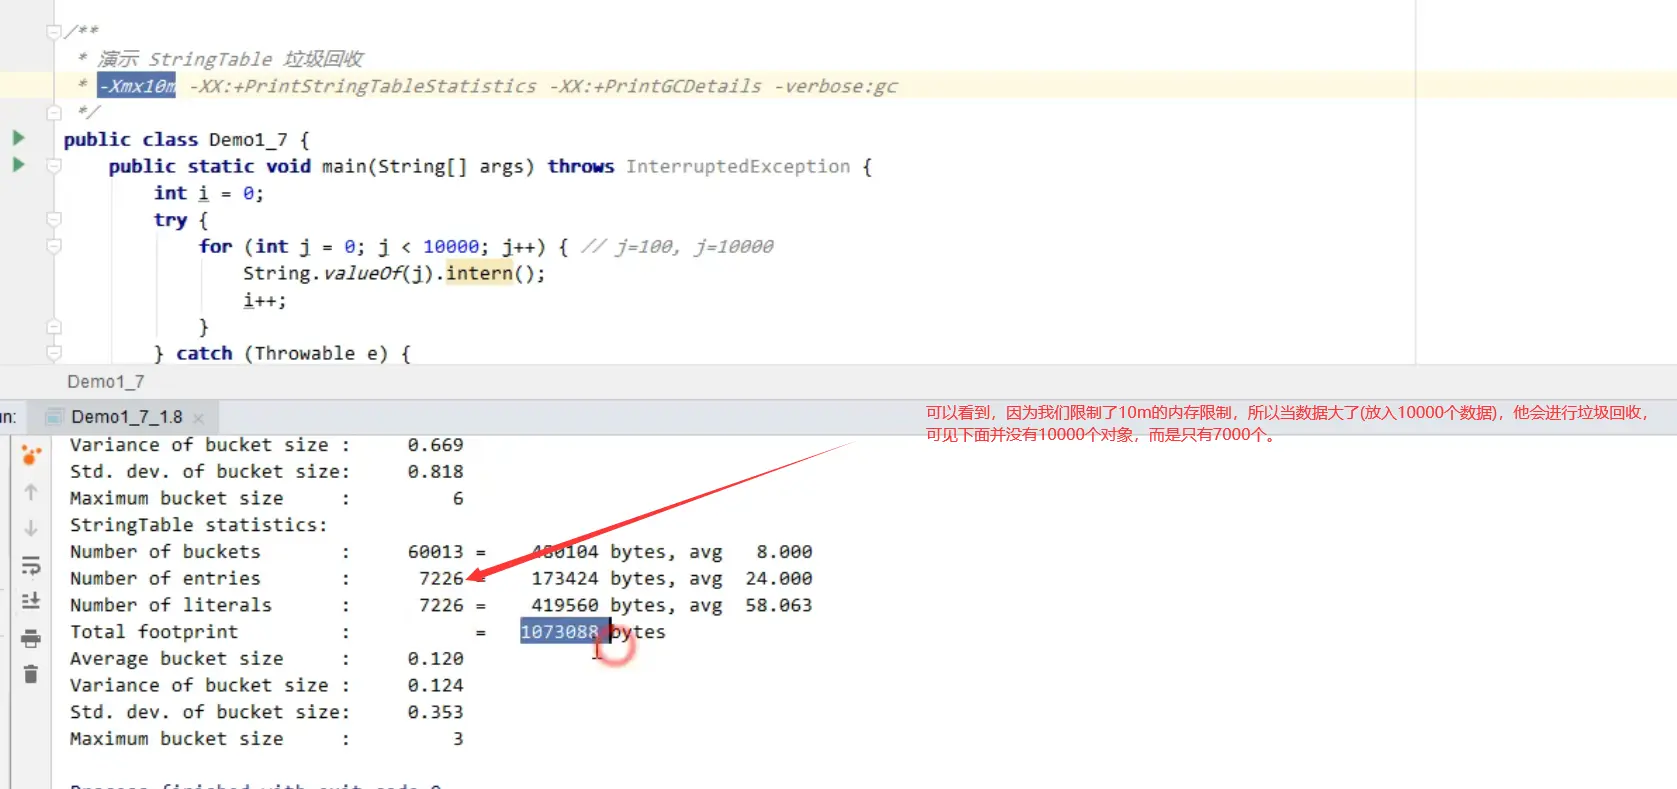 /**
* 演示 StringTable 垃圾回收
* -Xmx10m -XX:+PrintStringTableStatistics -XX:+PrintGCDetails -verbose:gc
*/
public class Demo1_7 {
public static void main(String[] args) throws InterruptedException {
int i = 0;
try {
for (int j = 0; j < 10000; j++) { // j=100, j=10000
String.valueOf(j).intern();
i++;
}
} catch (Throwable e) {
Demo1_7
un: Demo1_7_1.8
可以看到，因为我们限制了10m的内存限制，所以当数据大了(放入10000个数据)，他会进行垃圾回收，
可见下面并没有10000个对象，而是只有7000个。
Variance of bucket size : 0.669
Std. dev. of bucket size: 0.818
Maximum bucket size : 6
StringTable statistics:
Number of buckets : 60013 = 480104 bytes, avg 8.000
Number of entries : 7226 = 173424 bytes, avg 24.000
Number of literals : 7226 = 419560 bytes, avg 58.063
Total footprint : = 1073088 bytes
Average bucket size : 0.120
Variance of bucket size : 0.124
Std. dev. of bucket size: 0.353
Maximum bucket size : 3
Process finished with exit code 0